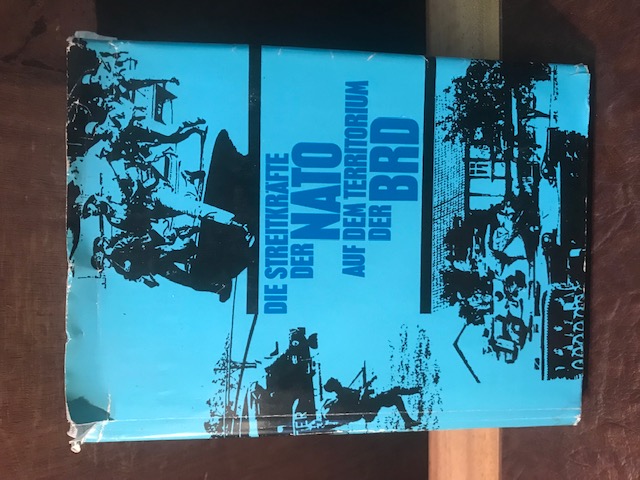 DIE STREITKRÄFTE
DER NATO
AUF DEM TERRITORIUM
DER BRD